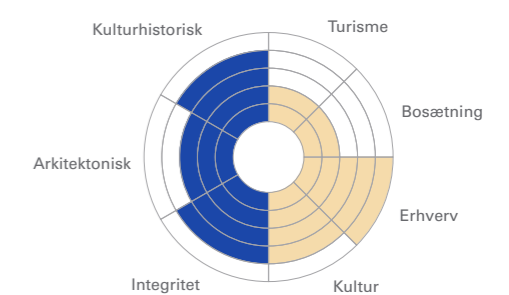 Kulturhistorisk
Turisme
Bosætning
Arkitektonisk
Erhverv
Integritet
Kultur